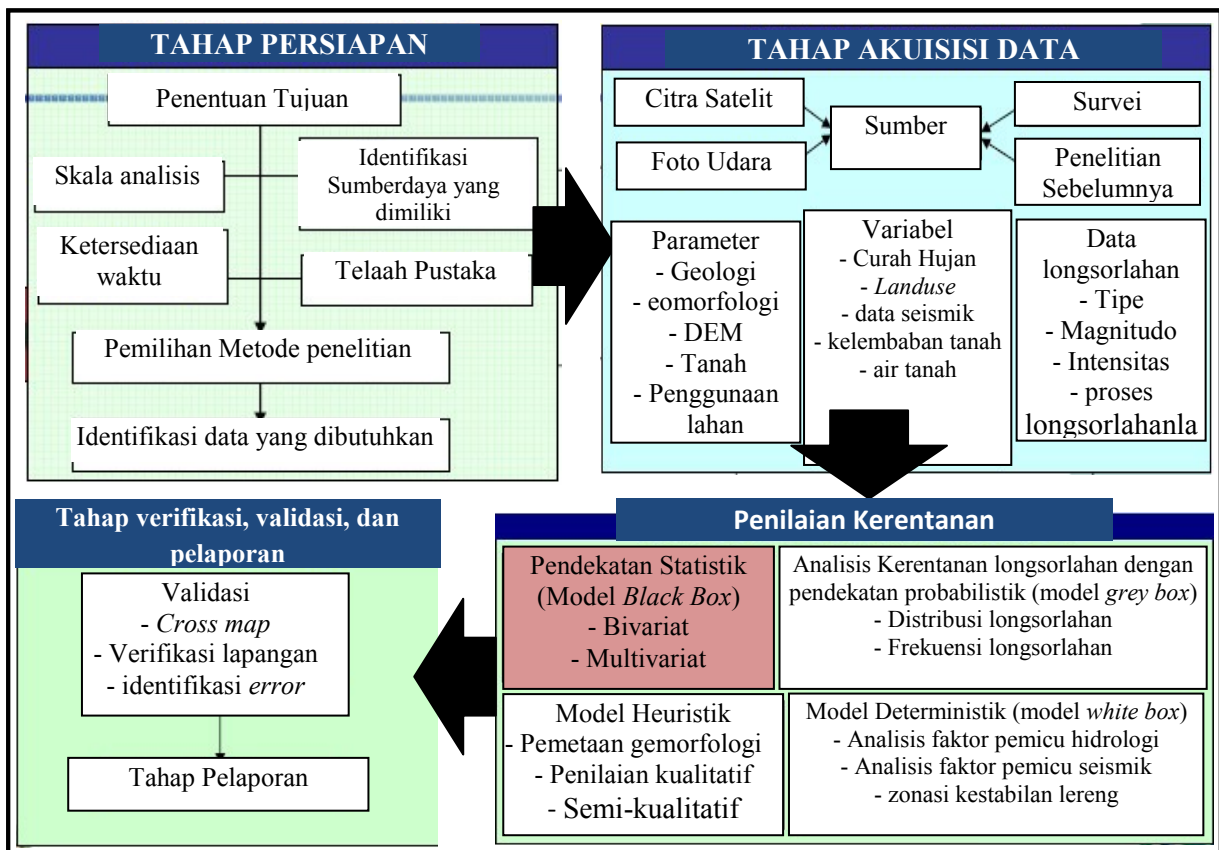 TAHAP PERSIAPAN
Penentuan Tujuan
Skala analisis
Identifikasi
Sumberdaya yang
dimiliki
Ketersediaan
waktu
Telaah Pustaka
Pemilihan Metode penelitian
Identifikasi data yang dibutuhkan
TAHAP AKUISISI DATA
Citra Satelit
Foto Udara
Sumber
Survei
Penelitian
Sebelumnya
Parameter
- Geologi
- eomorfologi
- DEM
- Tanah
- Penggunaan
lahan
Variabel
- Curah Hujan
- Landuse
- data seismik
- kelembaban tanah
- air tanah
Data
longsorlahan
- Tipe
- Magnitudo
- Intensitas
- proses
longsorlahanla
Penilaian Kerentanan
Pendekatan Statistik
(Model Black Box)
- Bivariat
- Multivariat
Analisis Kerentanan longsorlahan dengan
pendekatan probabilistik (model grey box)
- Distribusi longsorlahan
- Frekuensi longsorlahan
Model Heuristik
- Pemetaan gemorfologi
- Penilaian kualitatif
- Semi-kualitatif
Model Deterministik (model white box)
- Analisis faktor pemicu hidrologi
- Analisis faktor pemicu seismik
- zonasi kestabilan lereng
Tahap verifikasi, validasi, dan
pelaporan
Validasi
- Cross map
- Verifikasi lapangan
- identifikasi error
Tahap Pelaporan